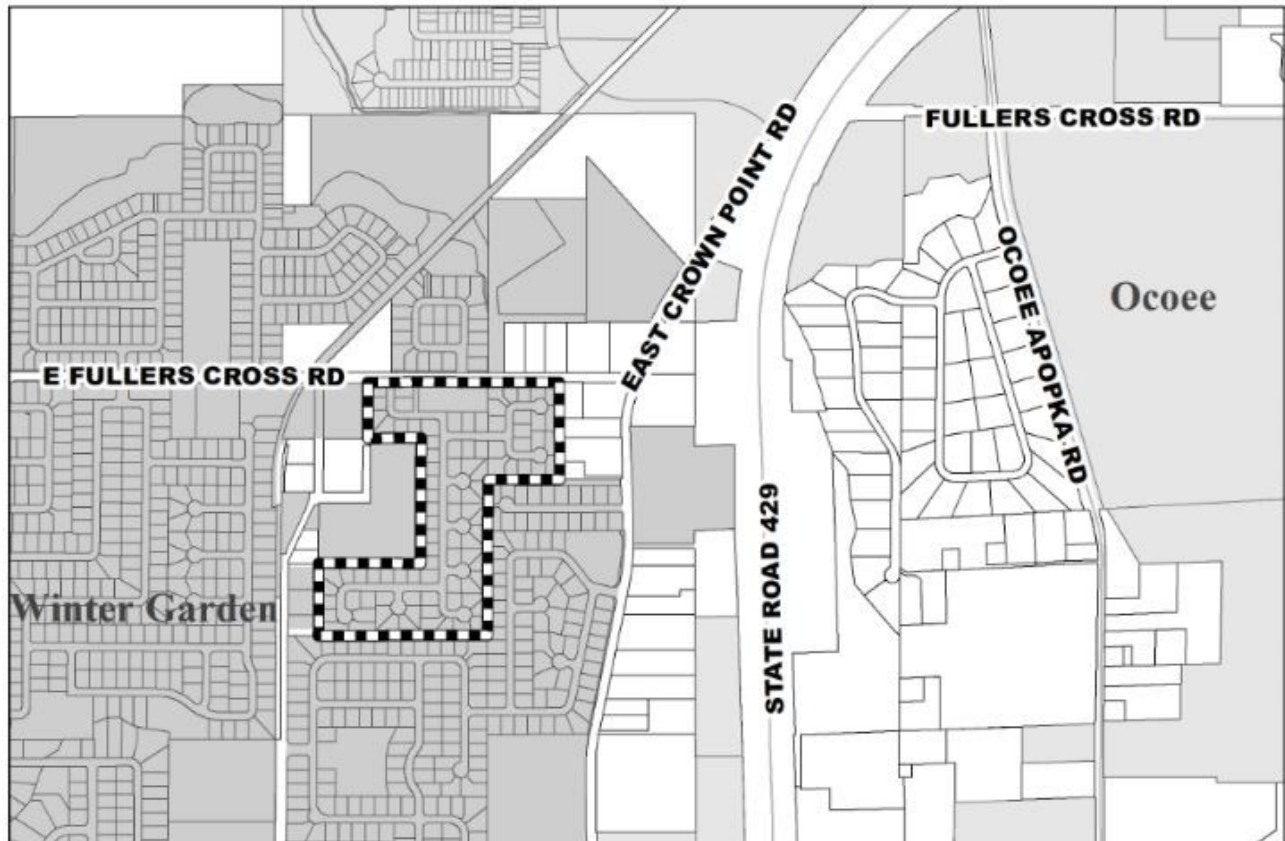 FULLERS CROSS RD
EAST CROWN POINT RD
OCOEE APOPKA RD
Ocoee
E FULLERS CROSS RD
STATE ROAD 429
Winter Garden